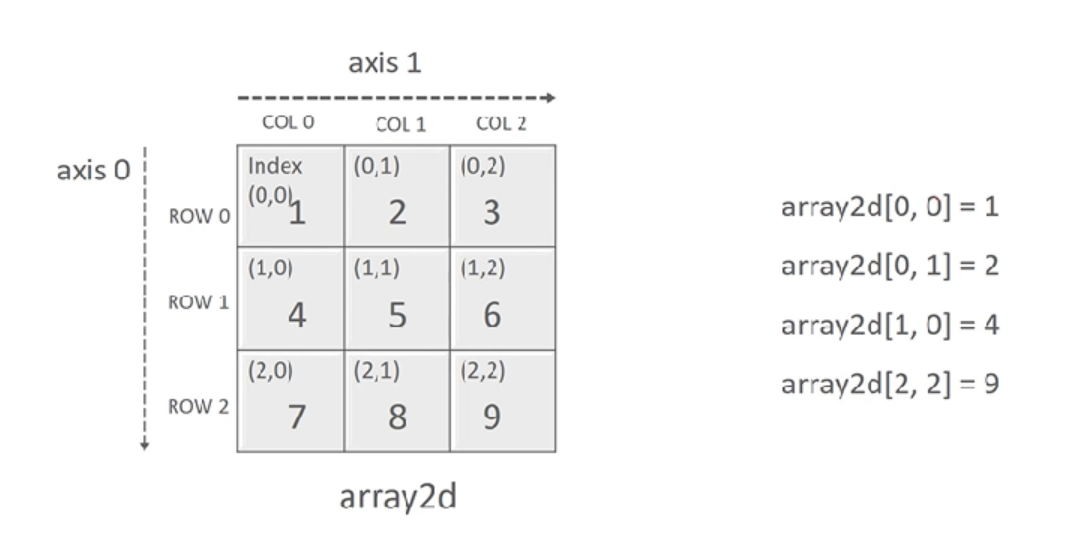 axis 1
COL 0 COL 1 COL 2
axis 0
Index (0,1) (0,2)
(0,0)
ROW 0 1 2 3
(1,0) (1,1) (1,2)
ROW 1 4 5 6
(2,0) (2,1) (2,2)
ROW 2 7 8 9
array2d
array2d[0, 0] = 1
array2d[0, 1] = 2
array2d[1, 0] = 4
array2d[2, 2] = 9